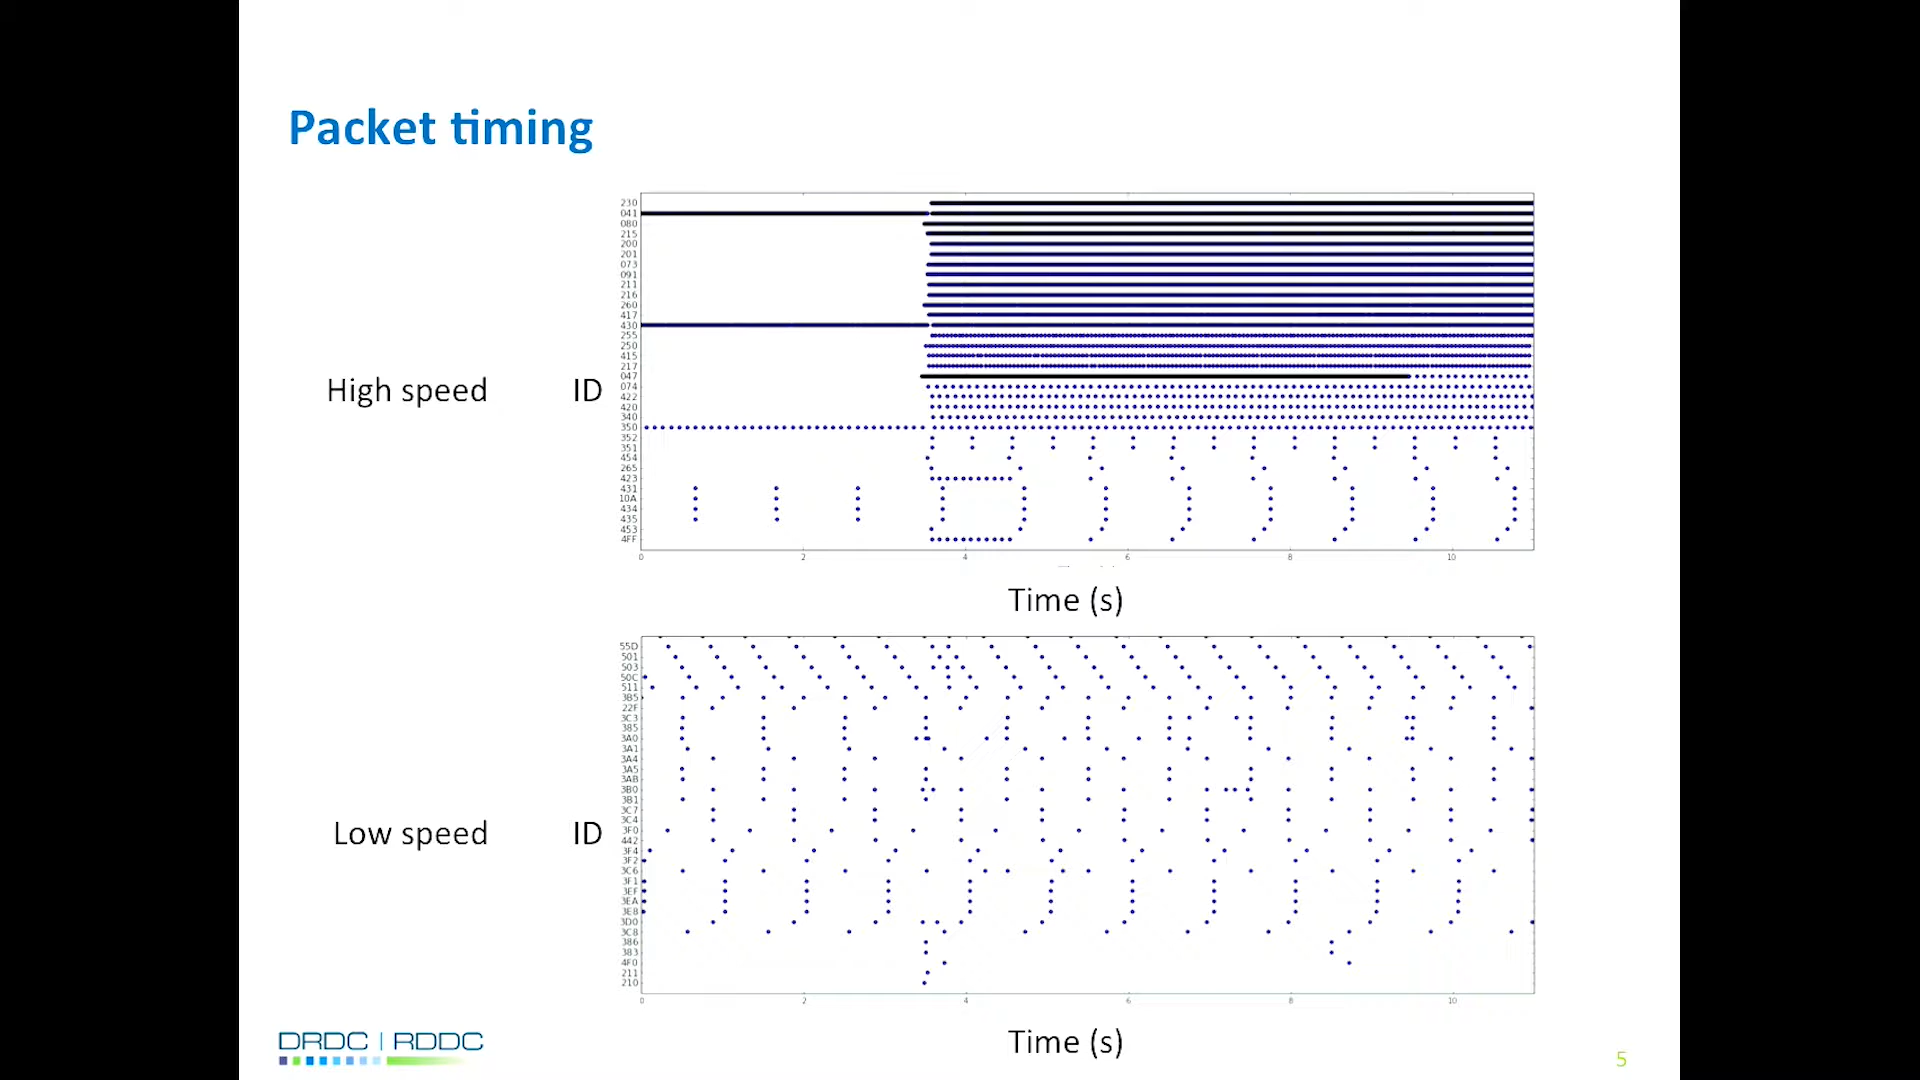 Packet timing
230
041
080
215
200
201
073
091
211
216
260
417
430
255
250
415
217
047
074
422
420
340
350
352
351
454
265
423
431
10A
434
435
453
4FF
High speed
ID
0 2 4 6 8 10
Time (s)
55D
501
503
50C
511
3B5
22F
3C3
385
3A0
3A1
3A4
3A5
3AB
3B0
3B1
3C7
3C4
3F0
442
3F4
3F2
3C6
3F1
3EF
3EA
3E8
3D0
3C8
386
383
4F0
211
210
Low speed
ID
0 2 4 6 8 10
Time (s)
DRDC | RDDC
5